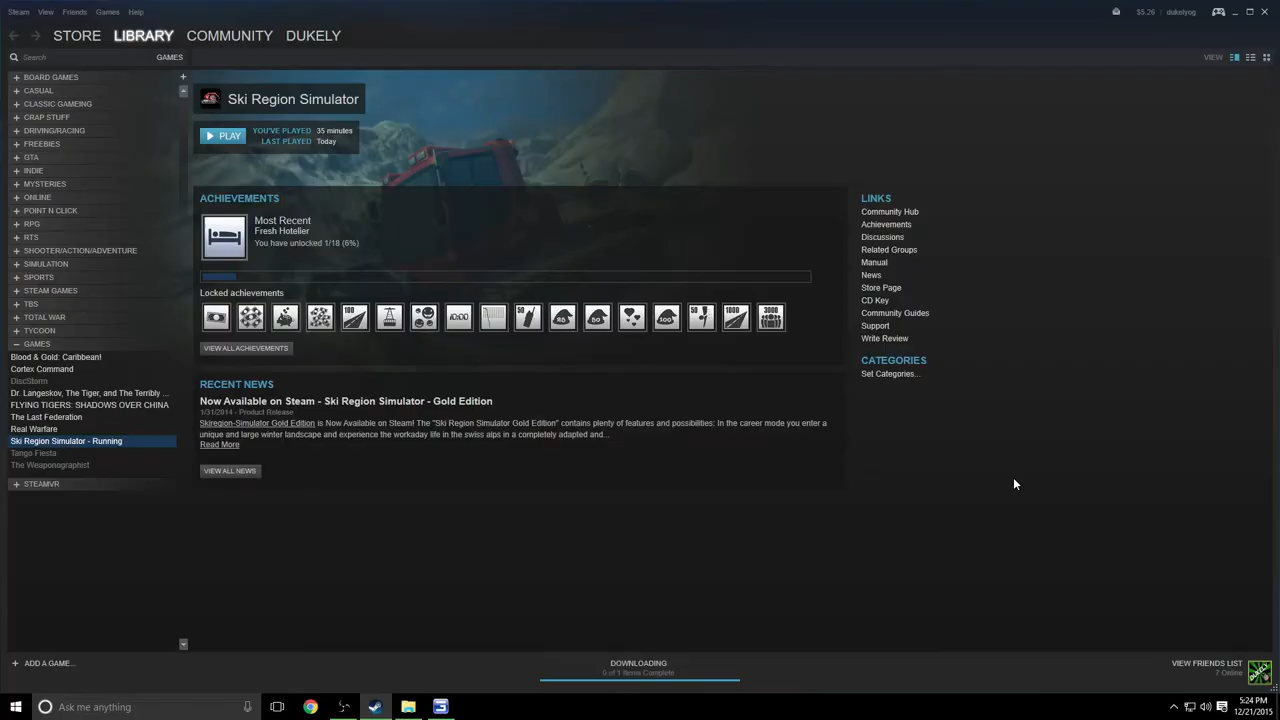 Steam View Friends Games Help
$5.26 dukelyog
STORE LIBRARY COMMUNITY DUKELY
Search GAMES
VIEW
+ BOARD GAMES +
+ CASUAL
+ CLASSIC GAMEING
+ CRAP STUFF
+ DRIVING/RACING
+ FREEBIES
+ GTA
+ INDIE
+ MYSTERIES
+ ONLINE
+ POINT N CLICK
+ RPG
+ RTS
+ SHOOTER/ACTION/ADVENTURE
+ SIMULATION
+ SPORTS
+ STEAM GAMES
+ TBS
+ TOTAL WAR
+ TYCOON
− GAMES
Blood & Gold: Caribbean!
Cortex Command
DiscStorm
Dr. Langeskov, The Tiger, and The Terribly ...
FLYING TIGERS: SHADOWS OVER CHINA
The Last Federation
Real Warfare
Ski Region Simulator - Running
Tango Fiesta
The Weaponographist
+ STEAMVR
Ski Region Simulator
PLAY
YOU'VE PLAYED 35 minutes
LAST PLAYED Today
ACHIEVEMENTS
Most Recent
Fresh Hotelier
You have unlocked 1/18 (6%)
Locked achievements
100 10:00 50 25 50 100 50 1000 3000
VIEW ALL ACHIEVEMENTS
RECENT NEWS
Now Available on Steam - Ski Region Simulator - Gold Edition
1/31/2014 - Product Release
Skiregion-Simulator Gold Edition is Now Available on Steam! The "Ski Region Simulator Gold Edition" contains plenty of features and possibilities: In the career mode you enter a
unique and large winter landscape and experience the workaday life in the swiss alps in a completely adapted and...
Read More
VIEW ALL NEWS
LINKS
Community Hub
Achievements
Discussions
Related Groups
Manual
News
Store Page
CD Key
Community Guides
Support
Write Review
CATEGORIES
Set Categories...
+ ADD A GAME...
DOWNLOADING
0 of 1 Items Complete
VIEW FRIENDS LIST
7 Online
Ask me anything
5:24 PM
12/21/2015